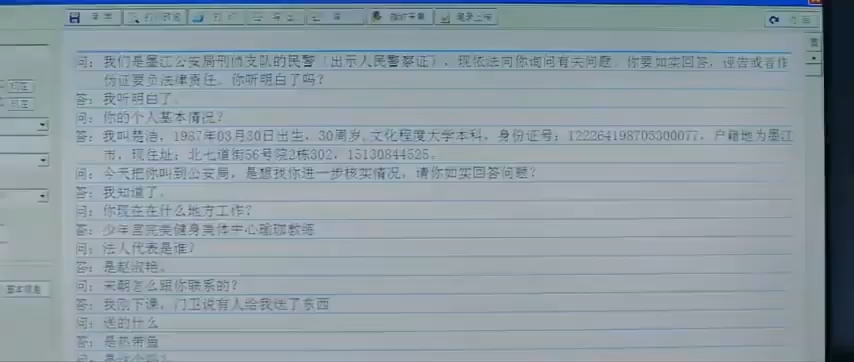 问：我们是墨江公安局刑侦支队的民警（出示人民警察证），现依法向你询问有关问题。你要如实回答，诬告或者作
伪证要负法律责任。你听明白了吗？
答：我听明白了。
问：你的个人基本情况？
答：我叫楚浩，1987年03月30日出生，30周岁，文化程度大学本科，身份证号：122264198705300077，户籍地为墨江
市，现住址：北七道街56号院2栋302，15130844525。
问：今天把你叫到公安局，是想找你进一步核实情况，请你如实回答问题？
答：我知道了。
问：你现在在什么地方工作？
答：少年宫完美健身美体中心瑜珈教练
问：法人代表是谁？
答：是赵淑艳。
问：宋朝怎么跟你联系的？
答：我刚下课，门卫说有人给我送了东西
问：送的什么
答：是热带鱼
基本信息